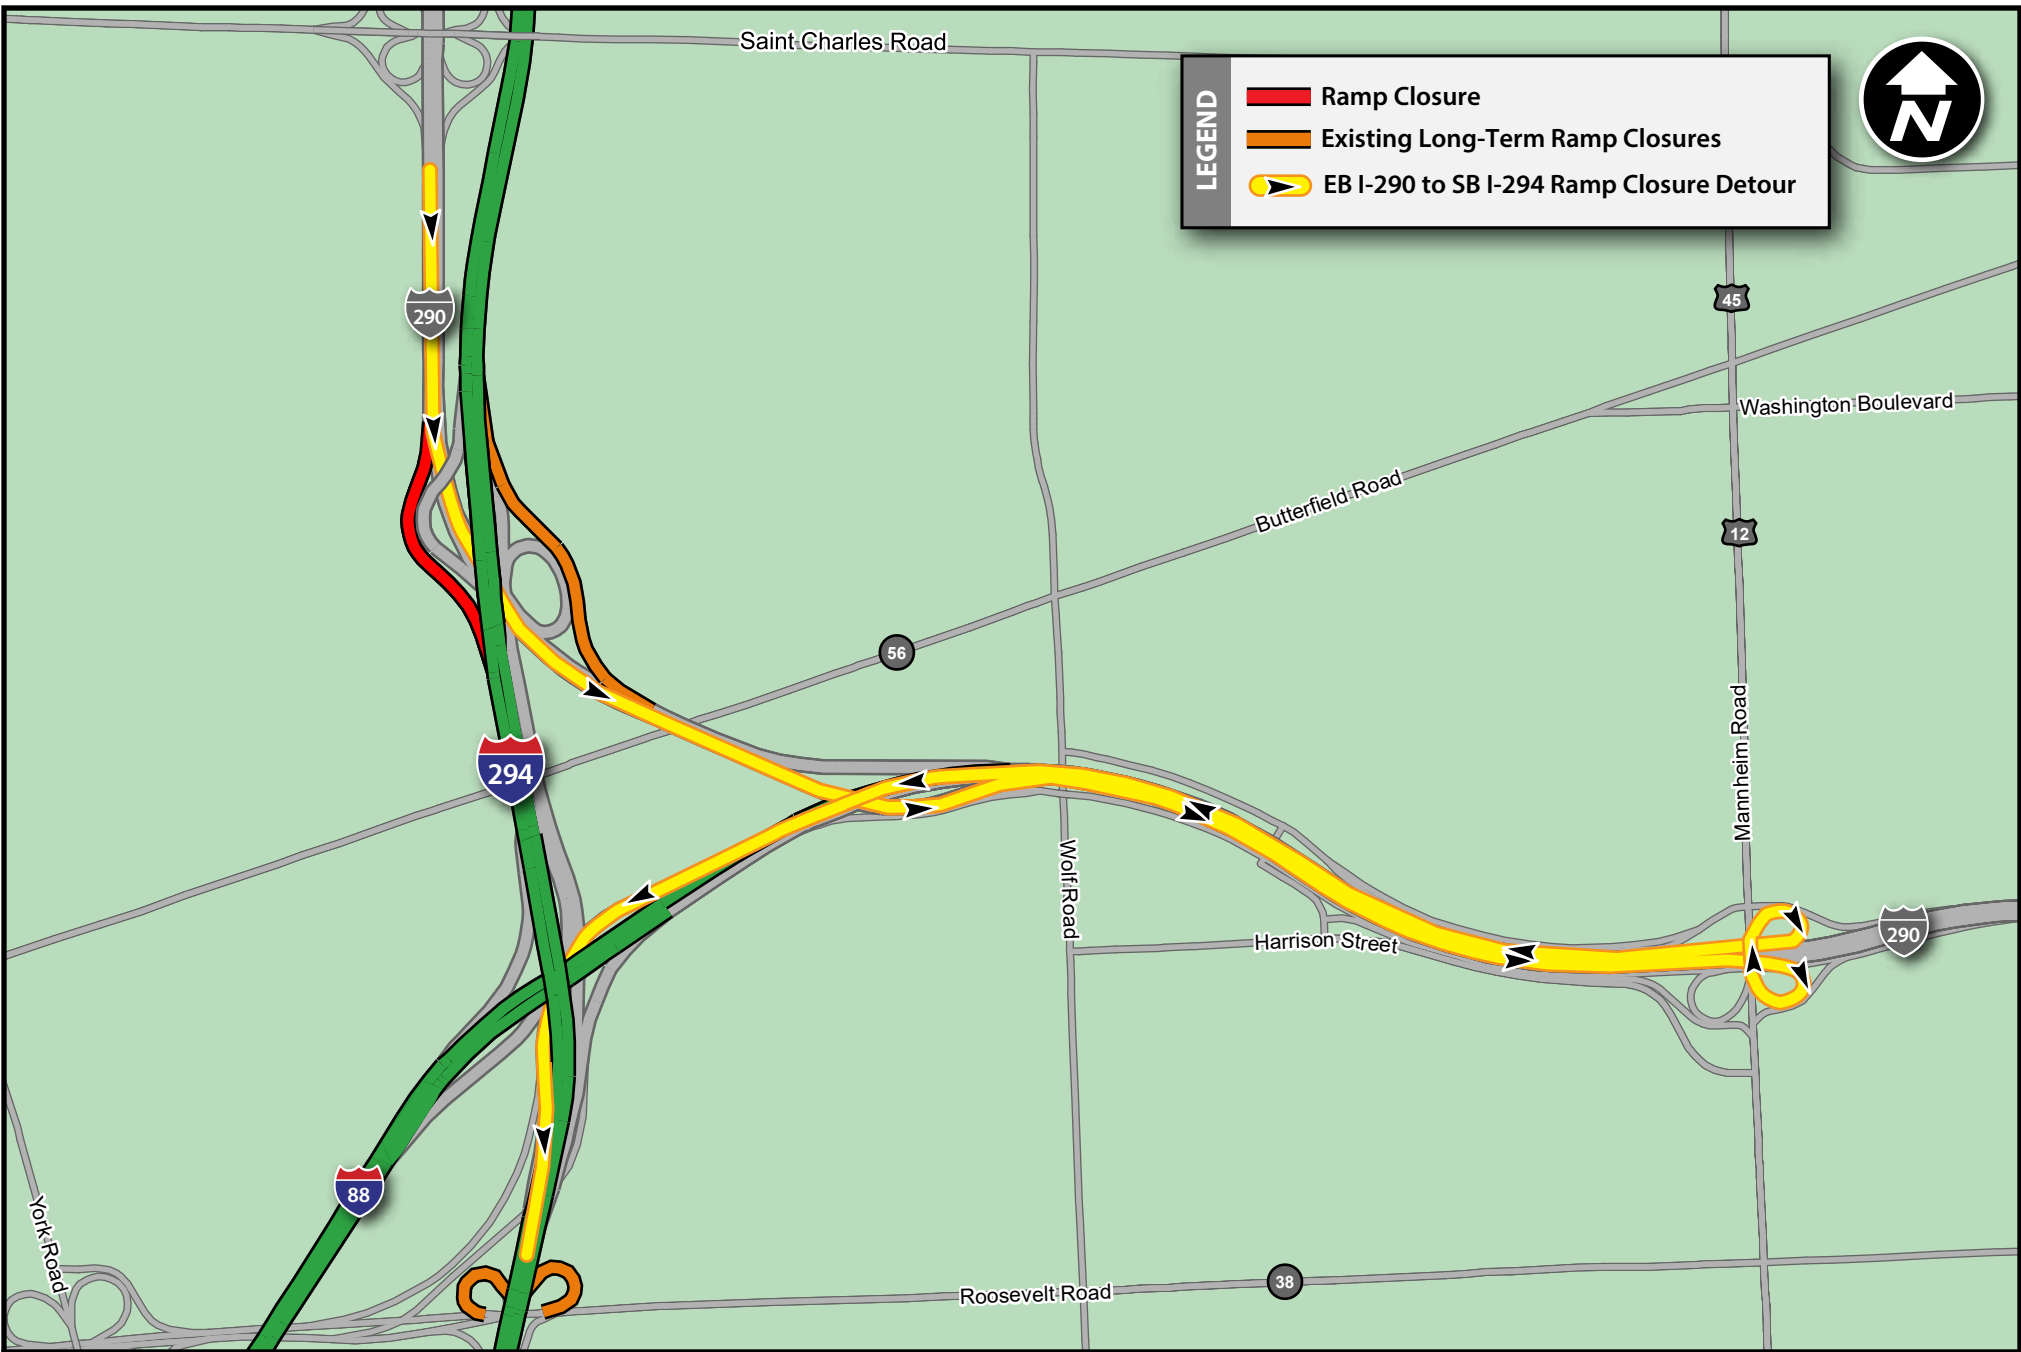 Saint Charles Road
LEGEND
Ramp Closure
Existing Long-Term Ramp Closures
EB I-290 to SB I-294 Ramp Closure Detour
N
290
45
Washington Boulevard
Butterfield Road
12
56
Mannheim Road
294
Wolf Road
Harrison Street
290
88
York Road
Roosevelt Road
38